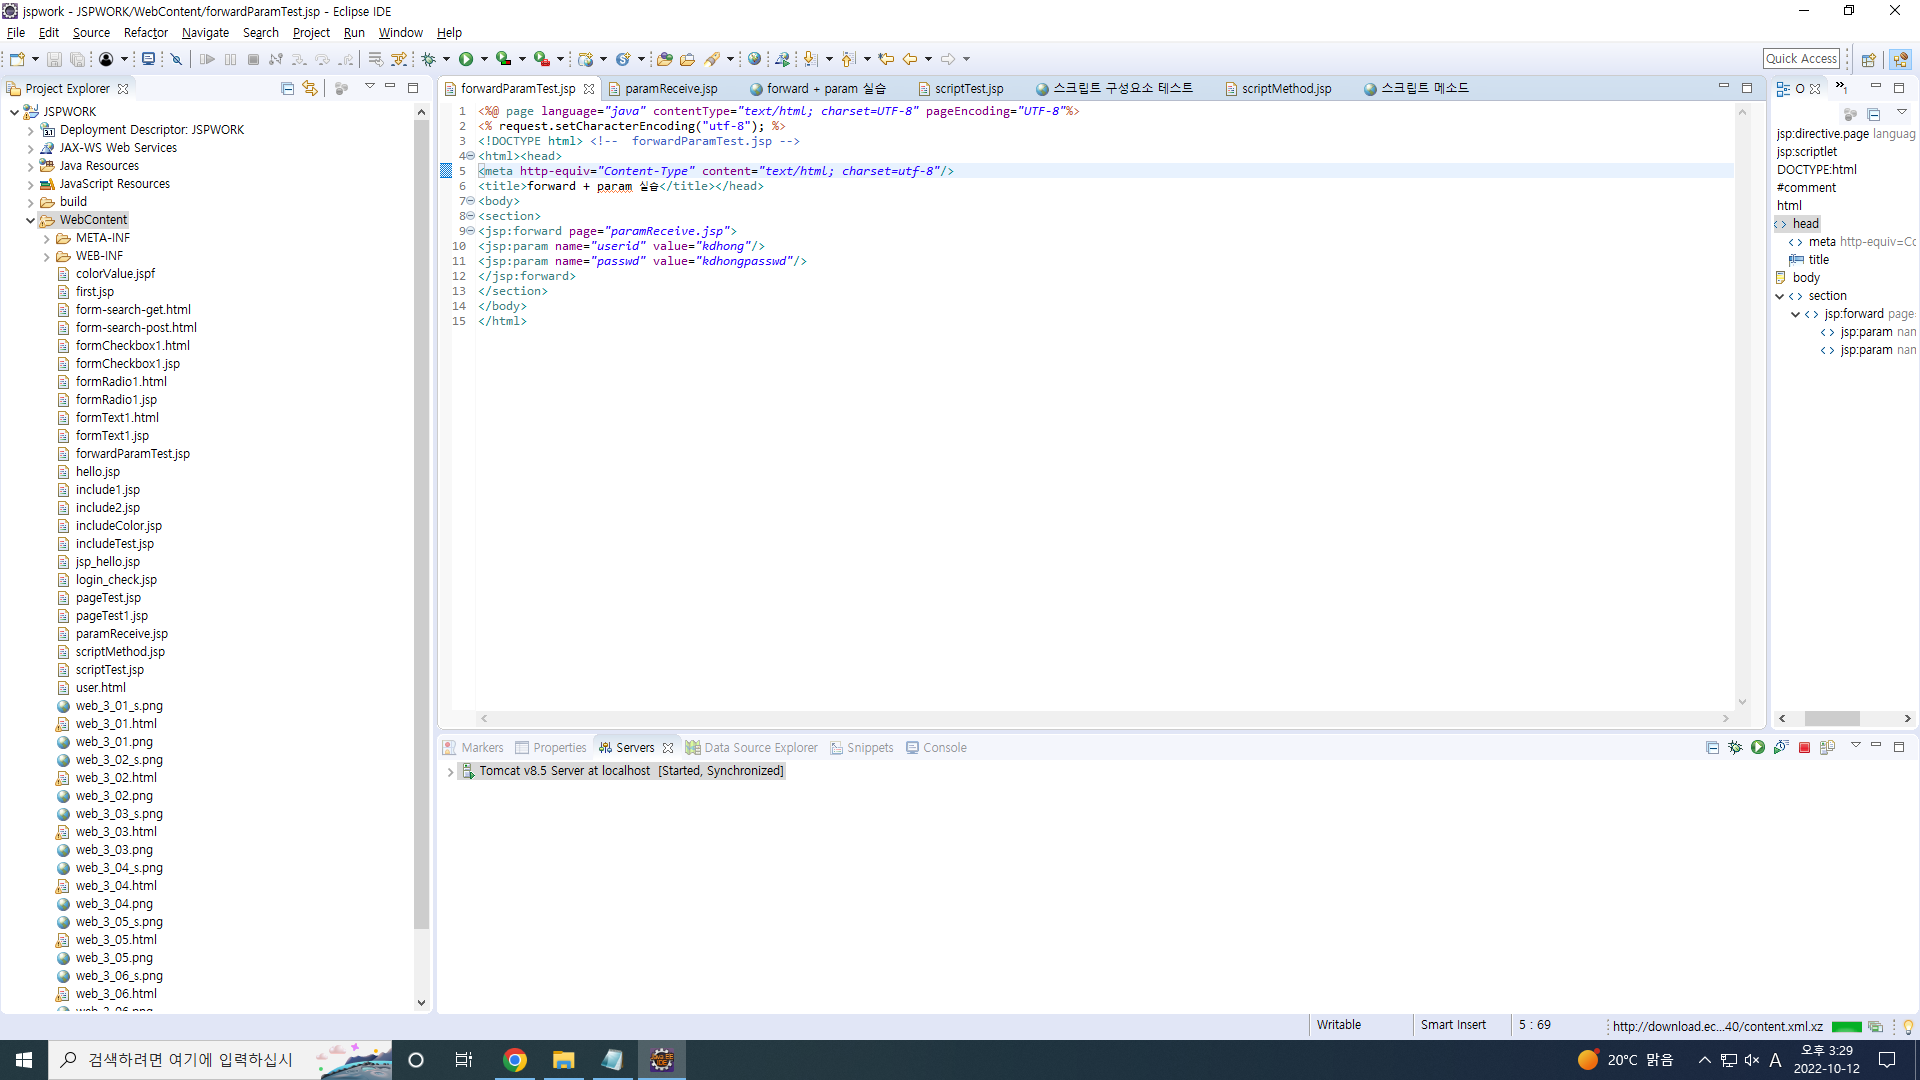 jspwork - JSPWORK/WebContent/forwardParamTest.jsp - Eclipse IDE
File Edit Source Refactor Navigate Search Project Run Window Help
Quick Access
Project Explorer
JSPWORK
Deployment Descriptor: JSPWORK
JAX-WS Web Services
Java Resources
JavaScript Resources
build
WebContent
META-INF
WEB-INF
colorValue.jspf
first.jsp
form-search-get.html
form-search-post.html
formCheckbox1.html
formCheckbox1.jsp
formRadio1.html
formRadio1.jsp
formText1.html
formText1.jsp
forwardParamTest.jsp
hello.jsp
include1.jsp
include2.jsp
includeColor.jsp
includeTest.jsp
jsp_hello.jsp
login_check.jsp
pageTest.jsp
pageTest1.jsp
paramReceive.jsp
scriptMethod.jsp
scriptTest.jsp
user.html
web_3_01_s.png
web_3_01.html
web_3_01.png
web_3_02_s.png
web_3_02.html
web_3_02.png
web_3_03_s.png
web_3_03.html
web_3_03.png
web_3_04_s.png
web_3_04.html
web_3_04.png
web_3_05_s.png
web_3_05.html
web_3_05.png
web_3_06_s.png
web_3_06.html
forwardParamTest.jsp paramReceive.jsp forward + param 실습 scriptTest.jsp 스크립트 구성요소 테스트 scriptMethod.jsp 스크립트 메소드
1 <%@ page language="java" contentType="text/html; charset=UTF-8" pageEncoding="UTF-8"%>
2 <% request.setCharacterEncoding("utf-8"); %>
3 <!DOCTYPE html> <!--  forwardParamTest.jsp -->
4 <html><head>
5 <meta http-equiv="Content-Type" content="text/html; charset=utf-8"/>
6 <title>forward + param 실습</title></head>
7 <body>
8 <section>
9 <jsp:forward page="paramReceive.jsp">
10 <jsp:param name="userid" value="kdhong"/>
11 <jsp:param name="passwd" value="kdhongpasswd"/>
12 </jsp:forward>
13 </section>
14 </body>
15 </html>
O
jsp:directive.page languag
jsp:scriptlet
DOCTYPE:html
#comment
html
head
meta http-equiv=Co
title
body
section
jsp:forward page
jsp:param nan
jsp:param nan
Markers Properties Servers Data Source Explorer Snippets Console
Tomcat v8.5 Server at localhost [Started, Synchronized]
Writable Smart Insert 5 : 69 http://download.ec...40/content.xml.xz
검색하려면 여기에 입력하십시
20°C 맑음 A 오후 3:29
2022-10-12